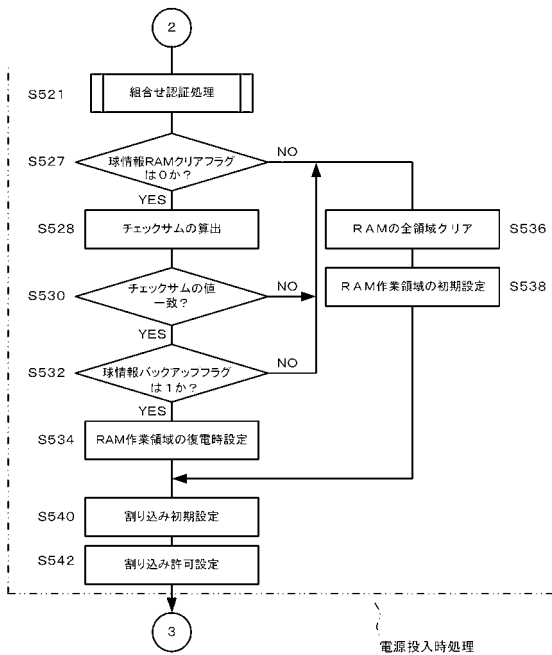 2
S521
組合せ認証処理
S527
球情報RAMクリアフラグ
は0か？
NO
YES
S528
チェックサムの算出
RAMの全領域クリア
S536
S530
チェックサムの値
一致？
NO
RAM作業領域の初期設定
S538
YES
S532
球情報バックアップフラグ
は1か？
NO
YES
S534
RAM作業領域の復電時設定
S540
割り込み初期設定
S542
割り込み許可設定
3
電源投入時処理